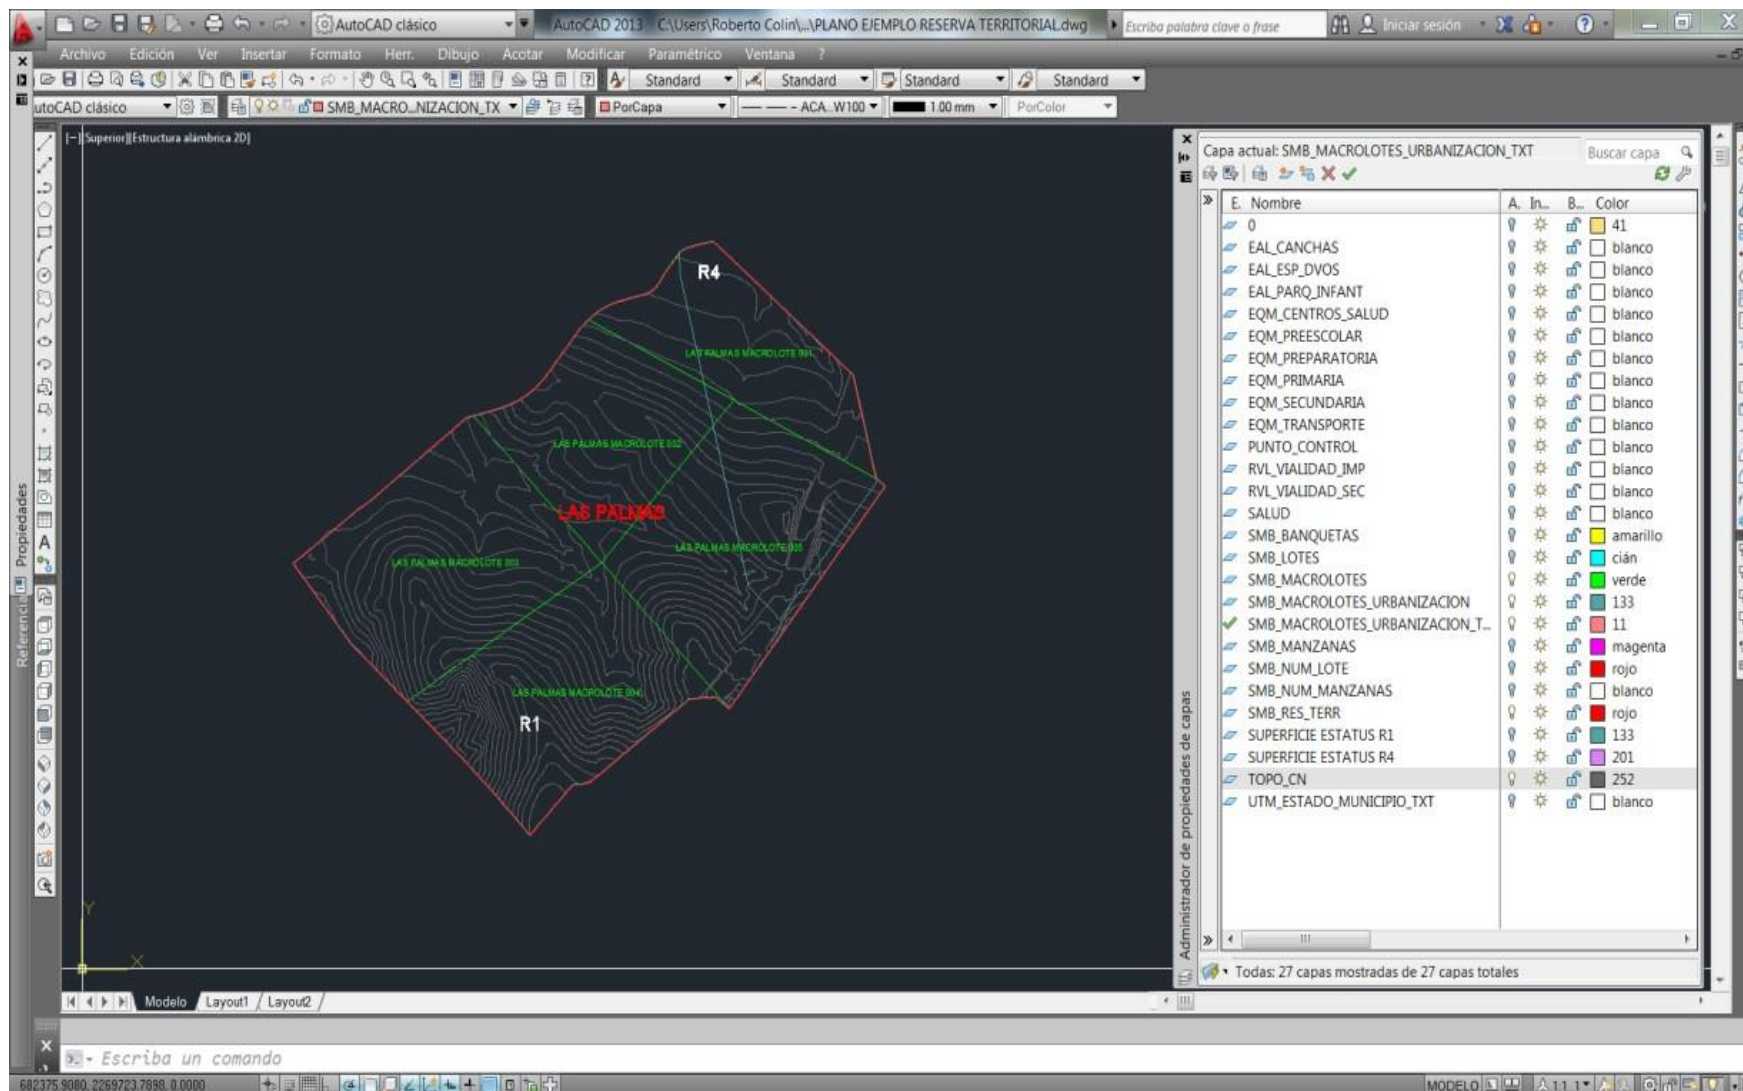 AutoCAD clásico
AutoCAD 2013 C:\Users\Roberto Colin\...\PLANO EJEMPLO RESERVA TERRITORIAL.dwg
Escriba palabra clave o frase
Iniciar sesión
Archivo Edición Ver Insertar Formato Herr. Dibujo Acotar Modificar Paramétrico Ventana ?
Standard Standard Standard Standard
utoCAD clásico SMB_MACRO...NIZACION_TX PorCapa ACA...W100 1.00 mm PorColor
[−][Superior][Estructura alámbrica 2D]
R4
LAS PALMAS MACROLOTE 001
LAS PALMAS MACROLOTE 002
LAS PALMAS
LAS PALMAS MACROLOTE 005
LAS PALMAS MACROLOTE 003
LAS PALMAS MACROLOTE 004
R1
Y
X
Propiedades
Referencia
Capa actual: SMB_MACROLOTES_URBANIZACION_TXT
Buscar capa
E. Nombre A. In... B... Color
0 41
EAL_CANCHAS blanco
EAL_ESP_DVOS blanco
EAL_PARQ_INFANT blanco
EQM_CENTROS_SALUD blanco
EQM_PREESCOLAR blanco
EQM_PREPARATORIA blanco
EQM_PRIMARIA blanco
EQM_SECUNDARIA blanco
EQM_TRANSPORTE blanco
PUNTO_CONTROL blanco
RVL_VIALIDAD_IMP blanco
RVL_VIALIDAD_SEC blanco
SALUD blanco
SMB_BANQUETAS amarillo
SMB_LOTES cián
SMB_MACROLOTES verde
SMB_MACROLOTES_URBANIZACION 133
SMB_MACROLOTES_URBANIZACION_T... 11
SMB_MANZANAS magenta
SMB_NUM_LOTE rojo
SMB_NUM_MANZANAS blanco
SMB_RES_TERR rojo
SUPERFICIE ESTATUS R1 133
SUPERFICIE ESTATUS R4 201
TOPO_CN 252
UTM_ESTADO_MUNICIPIO_TXT blanco
Administrador de propiedades de capas
Todas: 27 capas mostradas de 27 capas totales
Modelo Layout1 Layout2
Escriba un comando
682375.9080, 2269723.7898, 0.0000
MODELO